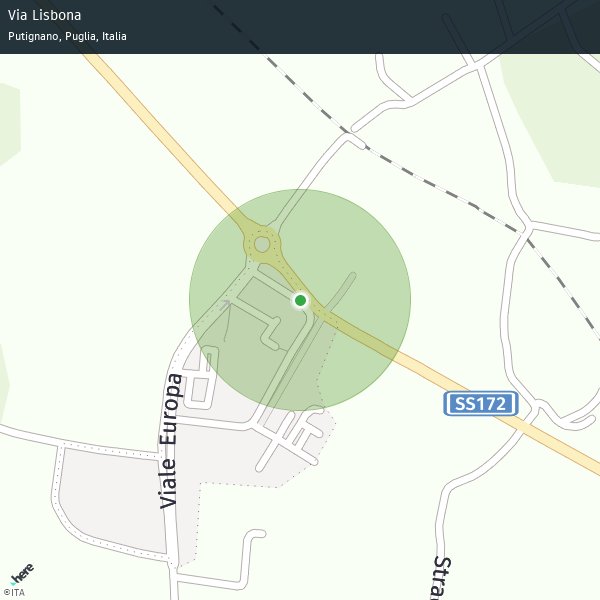 Via Lisbona
Putignano, Puglia, Italia
SS172
Viale Europa
Stra
here
©ITA